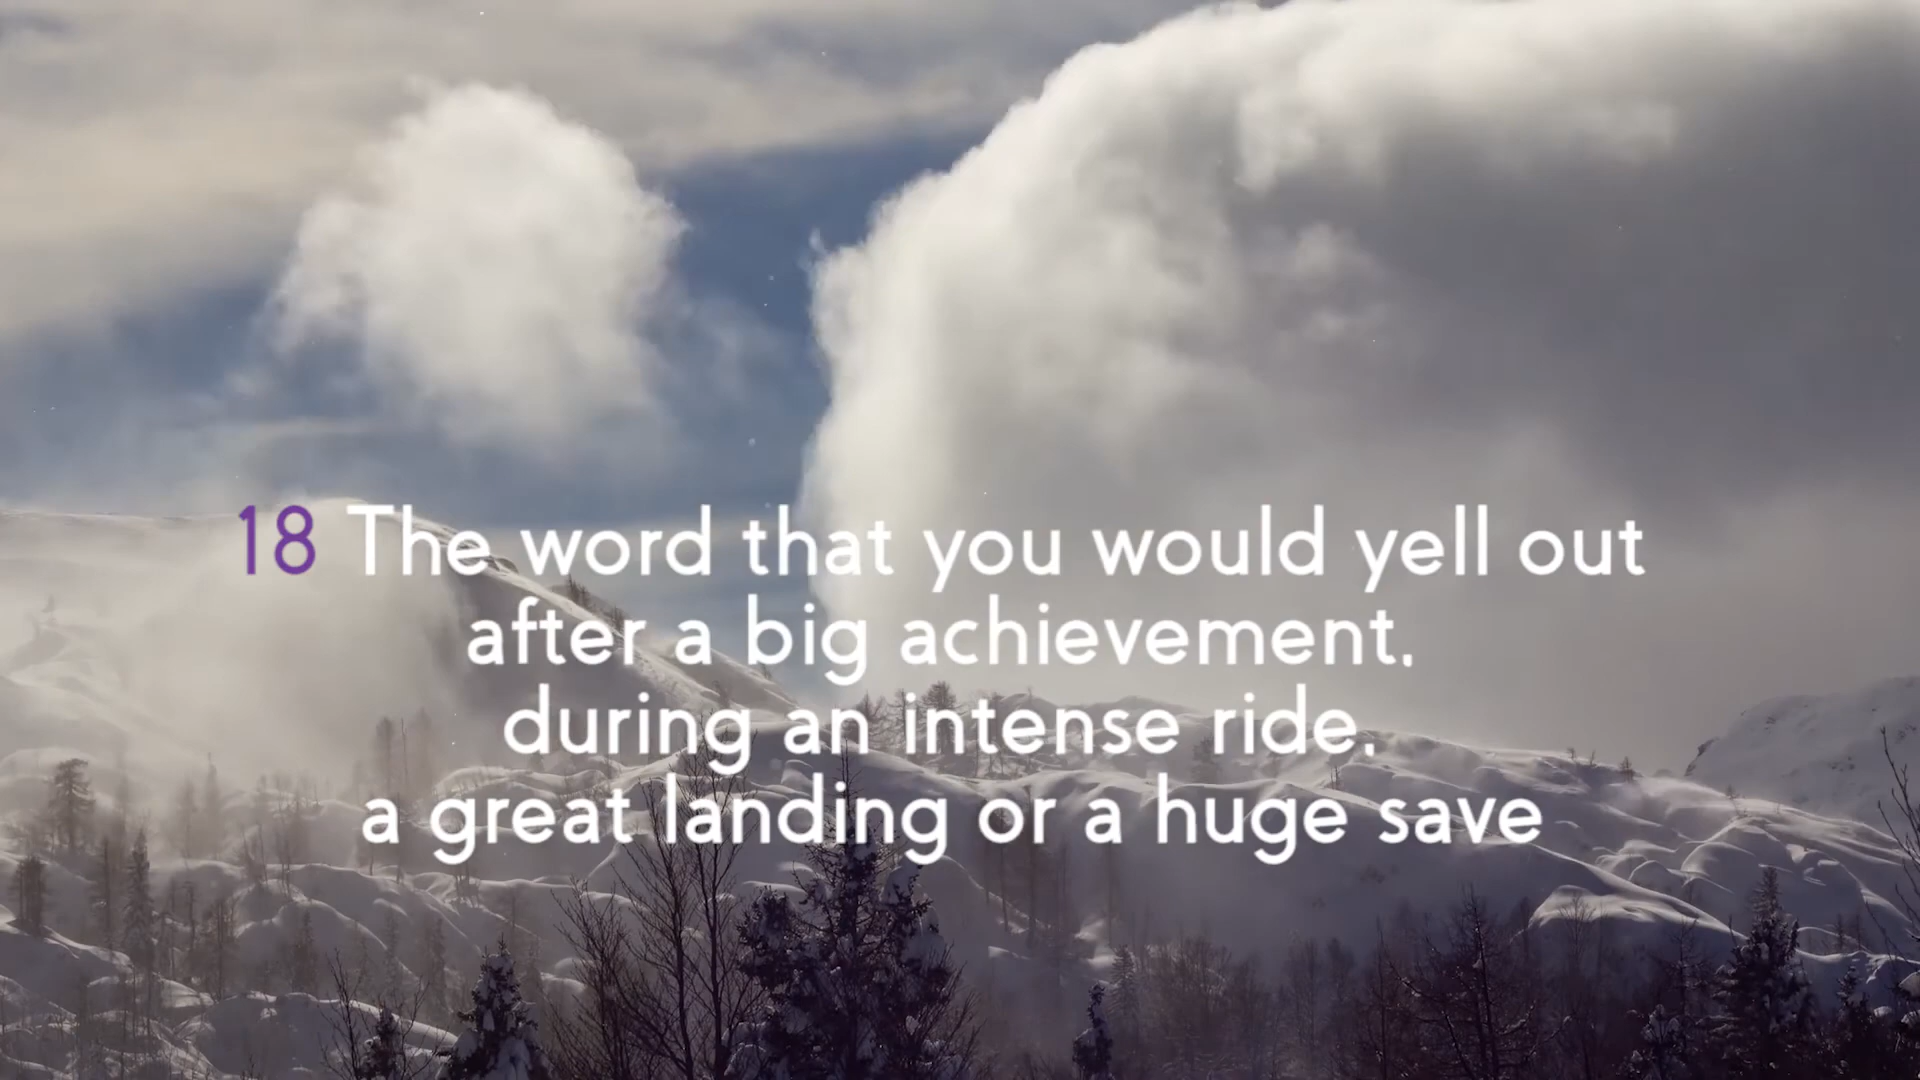 18 The word that you would yell out
after a big achievement,
during an intense ride,
a great landing or a huge save